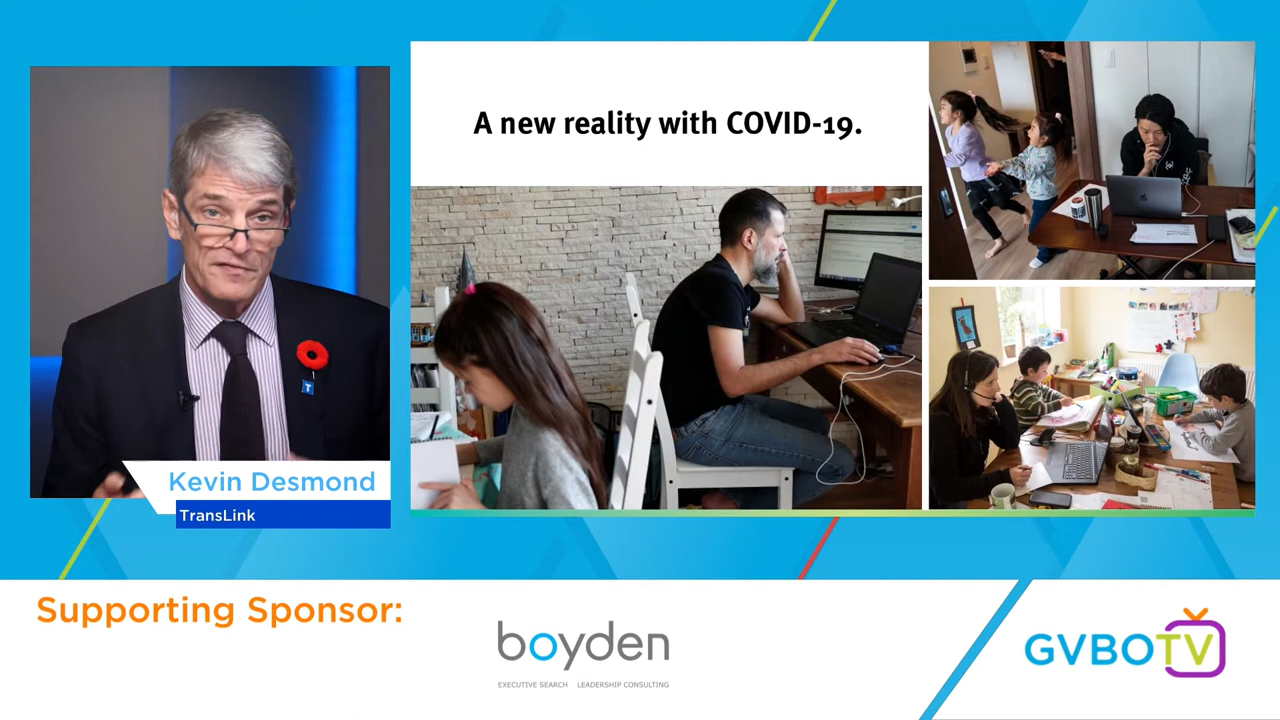 A new reality with COVID-19.
T
Kevin Desmond
TransLink
Supporting Sponsor:
boyden
EXECUTIVE SEARCH LEADERSHIP CONSULTING
GVBOTV